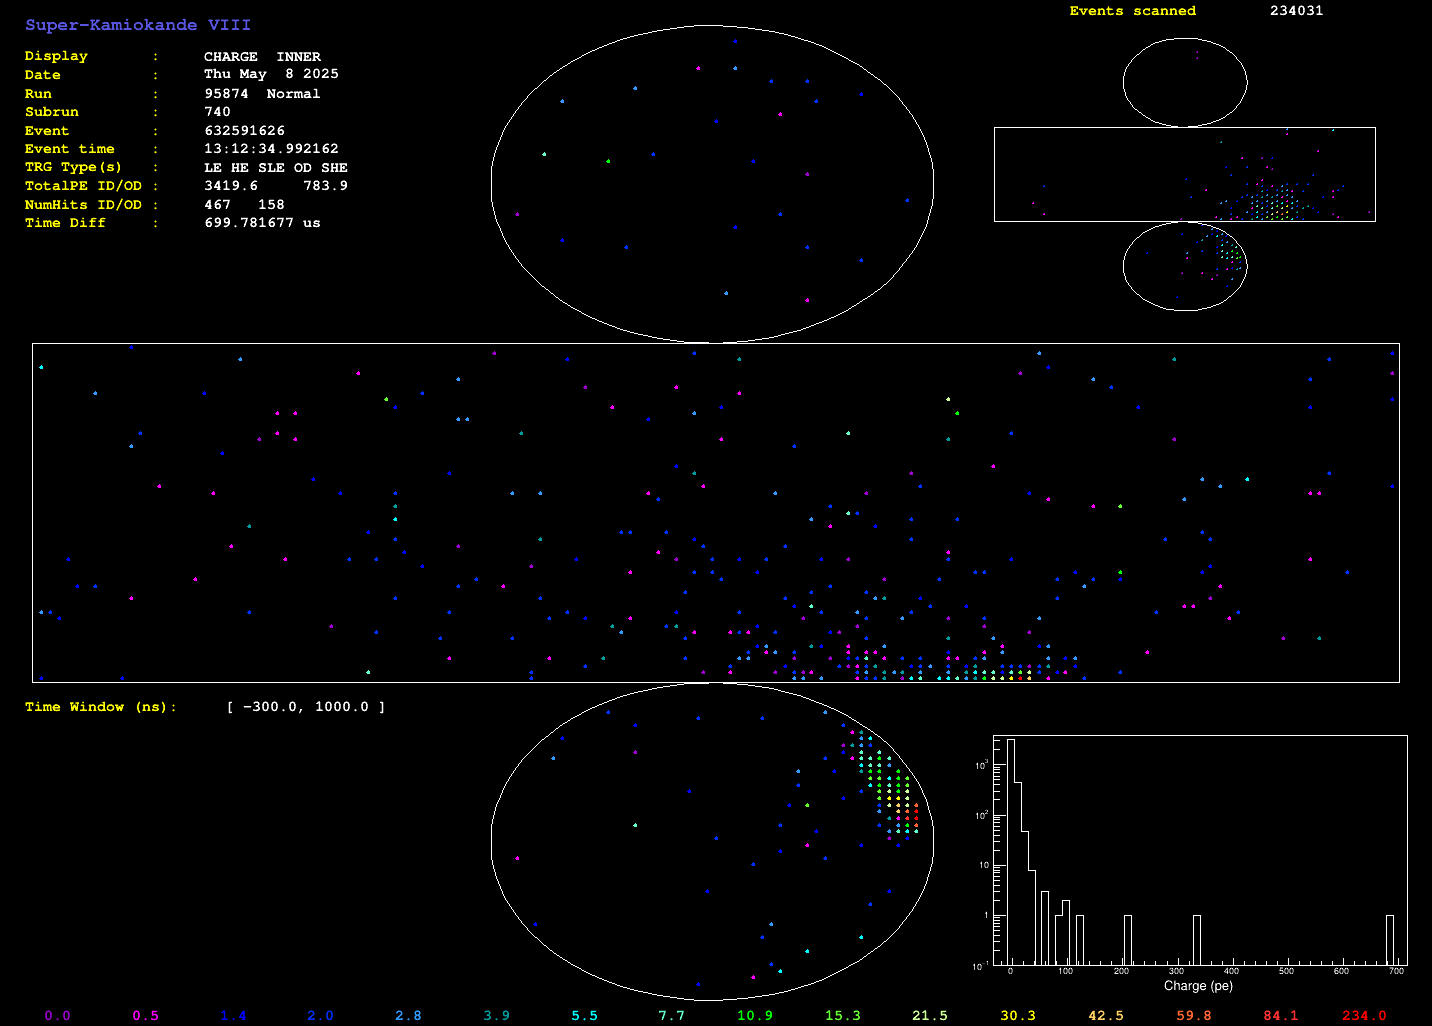 Super-Kamiokande VIII
Events scanned 234031
Display : CHARGE INNER
Date : Thu May 8 2025
Run : 95874 Normal
Subrun : 740
Event : 632591626
Event time : 13:12:34.992162
TRG Type(s) : LE HE SLE OD SHE
TotalPE ID/OD : 3419.6 783.9
NumHits ID/OD : 467 158
Time Diff : 699.781677 us
Time Window (ns): [ -300.0, 1000.0 ]
10^3
10^2
10
1
10^-1
0 100 200 300 400 500 600 700
Charge (pe)
0.0 0.5 1.4 2.0 2.8 3.9 5.5 7.7 10.9 15.3 21.5 30.3 42.5 59.8 84.1 234.0